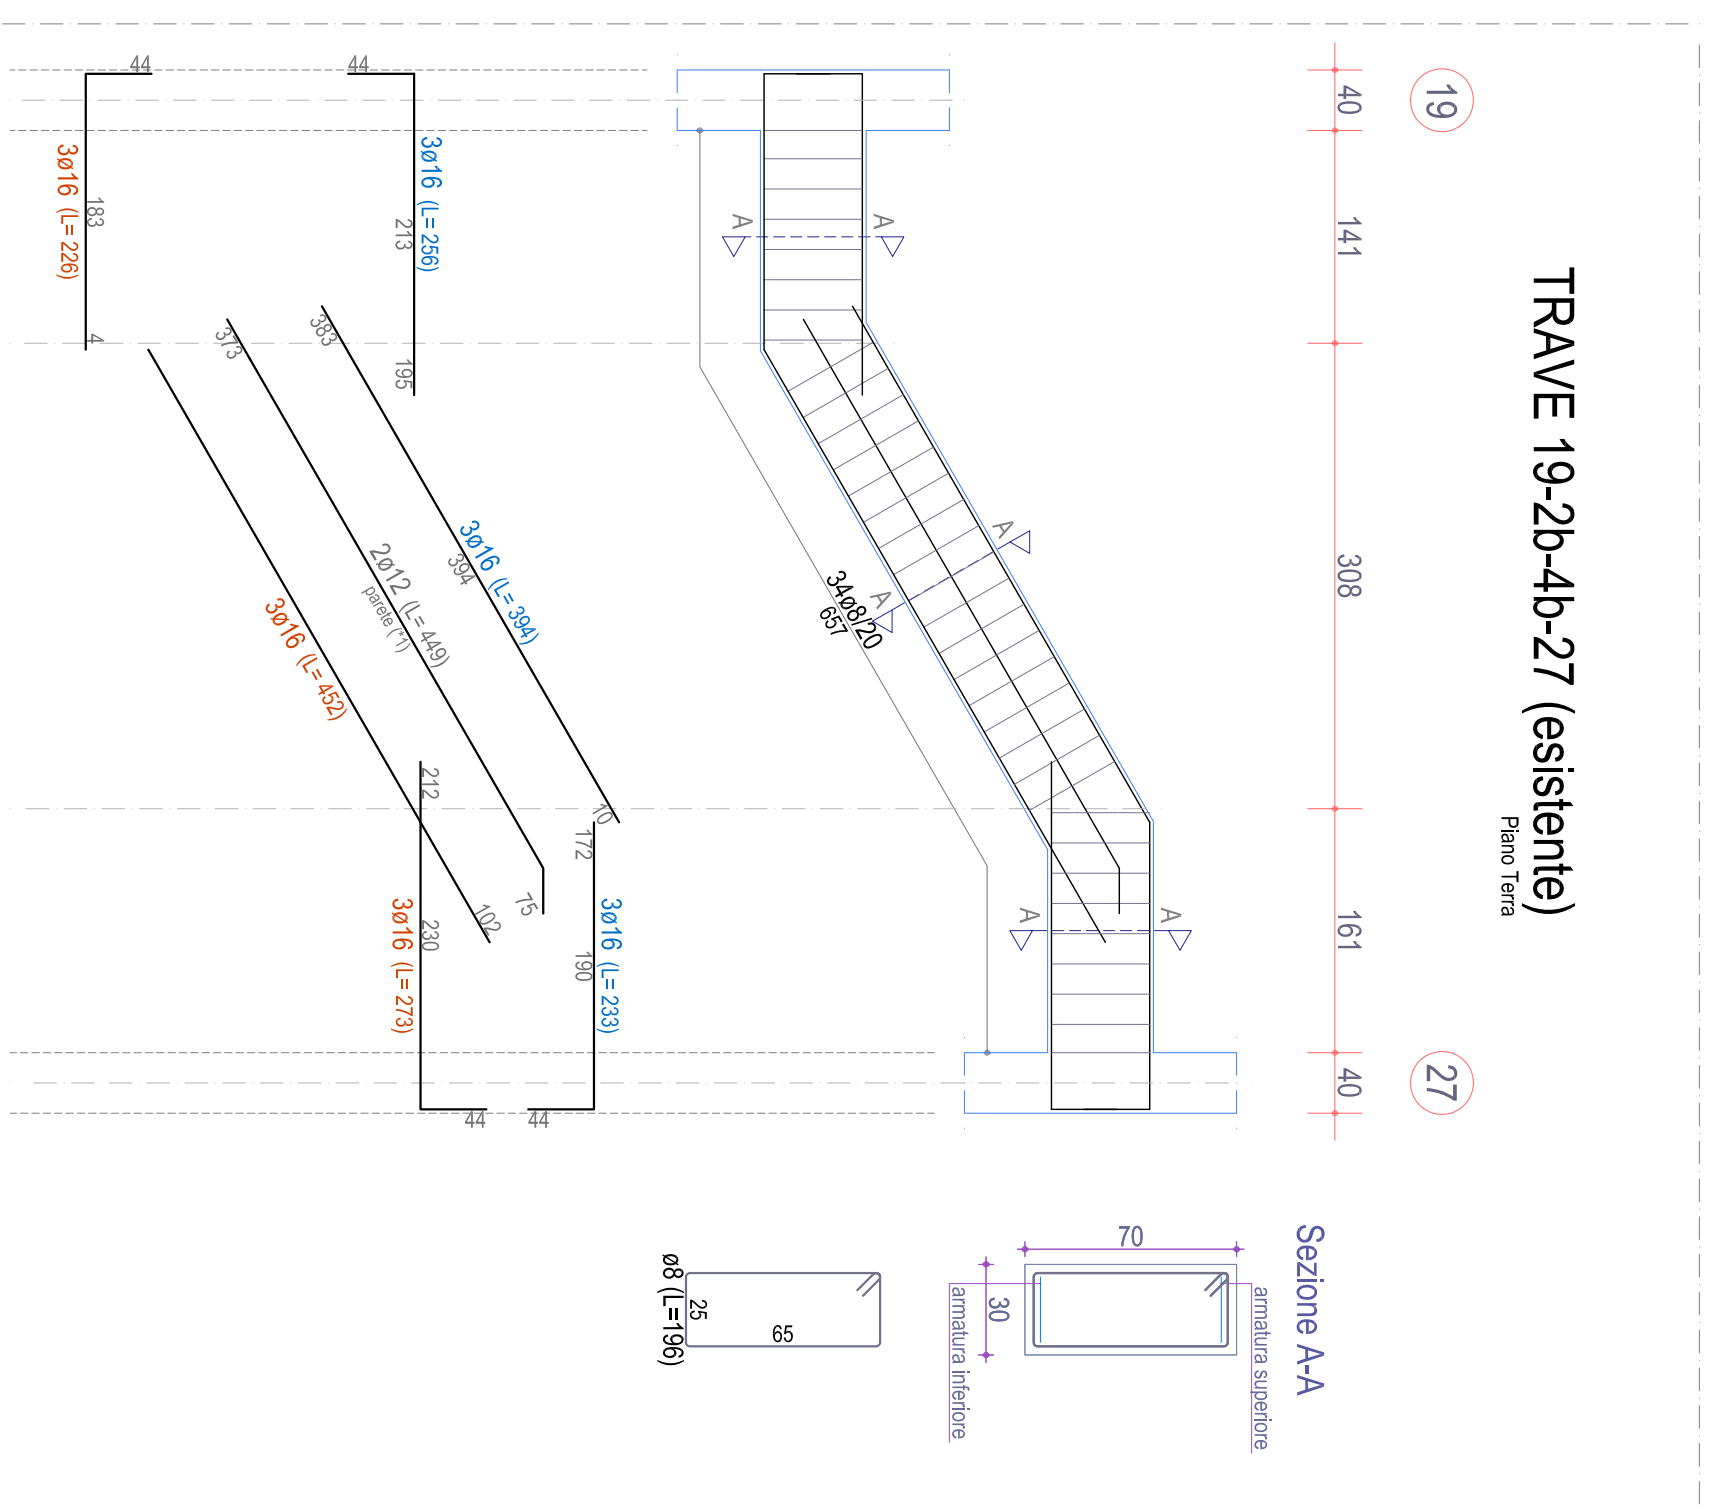 TRAVE 19-2b-4b-27 (esistente)
Piano Terra
19
27
40
141
308
161
40
A
A
A
A
A
A
34ø8/20
657
44
44
3ø16 (L= 256)
213
195
3ø16 (L= 226)
183
4
383
3ø16 (L= 394)
394
10
373
2ø12 (L= 449)
parete (*1)
75
3ø16 (L= 452)
102
172
3ø16 (L= 233)
190
44
212
3ø16 (L= 273)
230
44
Sezione A-A
armatura superiore
70
30
armatura inferiore
65
25
ø8 (L=196)